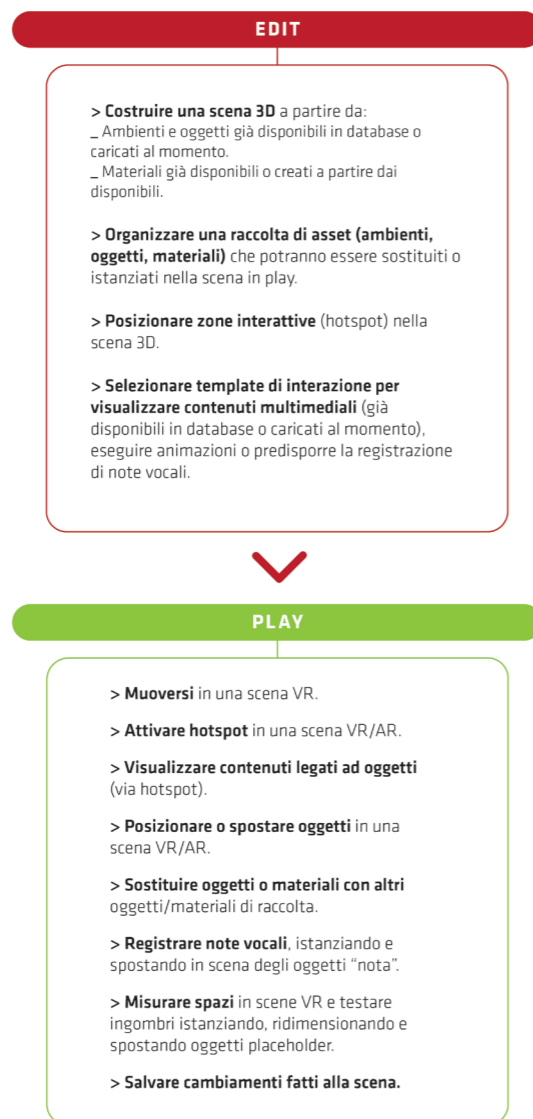 EDIT
> Costruire una scena 3D a partire da:
_ Ambienti e oggetti già disponibili in database o
caricati al momento.
_ Materiali già disponibili o creati a partire dai
disponibili.
> Organizzare una raccolta di asset (ambienti,
oggetti, materiali) che potranno essere sostituiti o
istanziati nella scena in play.
> Posizionare zone interattive (hotspot) nella
scena 3D.
> Selezionare template di interazione per
visualizzare contenuti multimediali (già
disponibili in database o caricati al momento),
eseguire animazioni o predisporre la registrazione
di note vocali.
PLAY
> Muoversi in una scena VR.
> Attivare hotspot in una scena VR/AR.
> Visualizzare contenuti legati ad oggetti
(via hotspot).
> Posizionare o spostare oggetti in una
scena VR/AR.
> Sostituire oggetti o materiali con altri
oggetti/materiali di raccolta.
> Registrare note vocali, istanziando e
spostando in scena degli oggetti “nota”.
> Misurare spazi in scene VR e testare
ingombri istanziando, ridimensionando e
spostando oggetti placeholder.
> Salvare cambiamenti fatti alla scena.